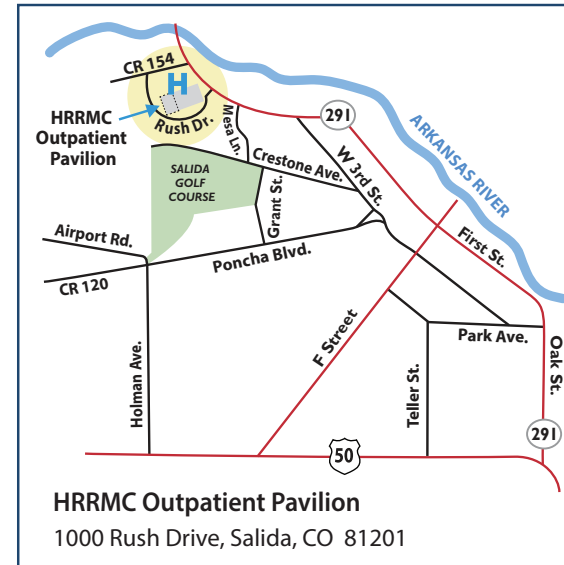 CR 154
H
HRRMC
Outpatient
Pavilion
Rush Dr.
Mesa Ln.
291
ARKANSAS RIVER
W 3rd St.
Crestone Ave.
SALIDA
GOLF
COURSE
Grant St.
Airport Rd.
Poncha Blvd.
First St.
CR 120
F Street
Park Ave.
Oak St.
Holman Ave.
Teller St.
291
50
HRRMC Outpatient Pavilion
1000 Rush Drive, Salida, CO 81201